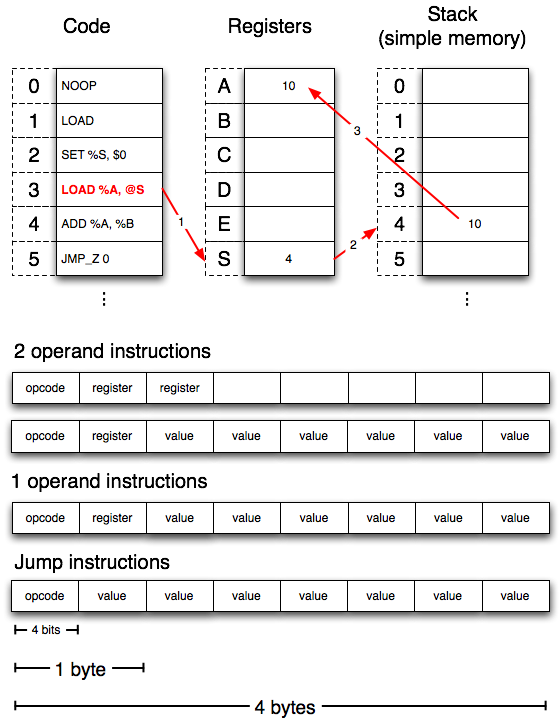 Code
Registers
Stack
(simple memory)
0 NOOP A 10 0
1 LOAD B 1
2 SET %S, $0 C 2
3 LOAD %A, @S D 3
4 ADD %A, %B E 4 10
5 JMP_Z 0 S 4 5
1
2
3
⋮ ⋮
2 operand instructions
opcode register register
opcode register value value value value value value
1 operand instructions
opcode register value value value value value value
Jump instructions
opcode value value value value value value value
4 bits
1 byte
4 bytes